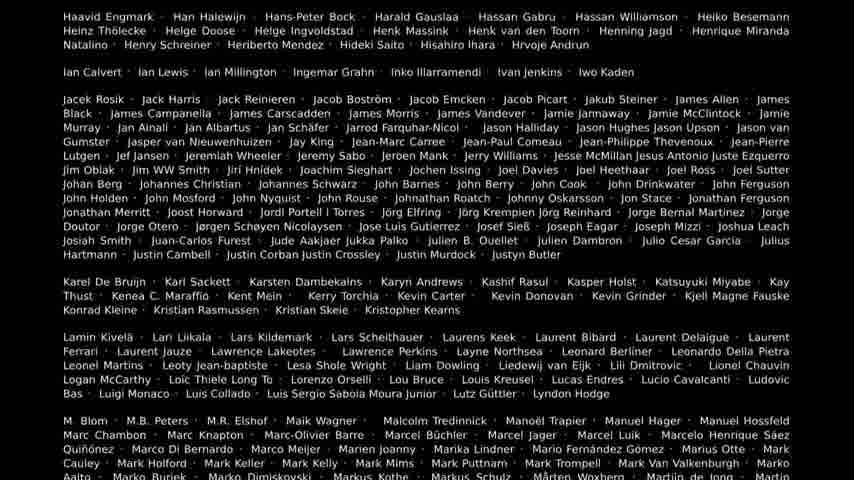 Haavid Engmark · Han Halewijn · Hans-Peter Bock · Harald Gauslaa · Hassan Gabru · Hassan Williamson · Heiko Besemann
Heinz Thölecke · Helge Doose · Helge Ingvoldstad · Henk Massink · Henk van den Toorn · Henning Jagd · Henrique Miranda
Natalino · Henry Schreiner · Heriberto Mendez · Hideki Saito · Hisahiro Ihara · Hrvoje Andrun
Ian Calvert · Ian Lewis · Ian Millington · Ingemar Grahn · Inko Illarramendi · Ivan Jenkins · Iwo Kaden
Jacek Rosik · Jack Harris · Jack Reinieren · Jacob Boström · Jacob Emcken · Jacob Picart · Jakub Steiner · James Allen · James
Black · James Campanella · James Carscadden · James Morris · James Vandever · Jamie Jannaway · Jamie McClintock · Jamie
Murray · Jan Ainali · Jan Albartus · Jan Schäfer · Jarrod Farquhar-Nicol · Jason Halliday · Jason Hughes Jason Upson · Jason van
Gumster · Jasper van Nieuwenhuizen · Jay King · Jean-Marc Carree · Jean-Paul Comeau · Jean-Philippe Thevenoux · Jean-Pierre
Lutgen · Jef Jansen · Jeremiah Wheeler · Jeremy Sabo · Jeroen Mank · Jerry Williams · Jesse McMillan Jesus Antonio Juste Ezquerro
Jim Oblak · Jim WW Smith · Jiří Hnídek · Joachim Sieghart · Jochen Issing · Joel Davies · Joel Heethaar · Joel Ross · Joel Sutter
Johan Berg · Johannes Christian · Johannes Schwarz · John Barnes · John Berry · John Cook · John Drinkwater · John Ferguson
John Holden · John Mosford · John Nyquist · John Rouse · Johnathan Roatch · Johnny Oskarsson · Jon Stace · Jonathan Ferguson
Jonathan Merritt · Joost Horward · Jordi Portell i Torres · Jörg Elfring · Jörg Krempien Jörg Reinhard · Jorge Bernal Martinez · Jorge
Doutor · Jorge Otero · Jørgen Schøyen Nicolaysen · Jose Luis Gutierrez · Josef Sieß · Joseph Eagar · Joseph Mizzi · Joshua Leach
Josiah Smith · Juan-Carlos Furest · Jude Aakjaer Jukka Palko · Julien B. Ouellet · Julien Dambron · Julio Cesar Garcia · Julius
Hartmann · Justin Cambell · Justin Corban Justin Crossley · Justin Murdock · Justyn Butler
Karel De Bruijn · Karl Sackett · Karsten Dambekalns · Karyn Andrews · Kashif Rasul · Kasper Holst · Katsuyuki Miyabe · Kay
Thust · Kenea C. Maraffio · Kent Mein · Kerry Torchia · Kevin Carter · Kevin Donovan · Kevin Grinder · Kjell Magne Fauske
Konrad Kleine · Kristian Rasmussen · Kristian Skeie · Kristopher Kearns
Lamin Kivelä · Lari Liikala · Lars Kildemark · Lars Scheithauer · Laurens Keek · Laurent Bibard · Laurent Delaigue · Laurent
Ferrari · Laurent Jauze · Lawrence Lakeotes · Lawrence Perkins · Layne Northsea · Leonard Berliner · Leonardo Della Pietra
Leonel Martins · Leoty Jean-baptiste · Lesa Shole Wright · Liam Dowling · Liedewij van Eijk · Lili Dmitrovic · Lionel Chauvin
Logan McCarthy · Loïc Thiele Long To · Lorenzo Orselli · Lou Bruce · Louis Kreusel · Lucas Endres · Lucio Cavalcanti · Ludovic
Bas · Luigi Monaco · Luis Collado · Luis Sergio Saboia Moura Junior · Lutz Güttler · Lyndon Hodge
M. Blom · M.B. Peters · M.R. Elshof · Maik Wagner · Malcolm Tredinnick · Manoël Trapier · Manuel Hager · Manuel Hossfeld
Marc Chambon · Marc Knapton · Marc-Olivier Barre · Marcel Büchler · Marcel Jager · Marcel Luik · Marcelo Henrique Sáez
Quiñónez · Marco Di Bernardo · Marco Meijer · Marien Joanny · Marika Lindner · Mario Fernández Gómez · Marius Otte · Mark
Cauley · Mark Holford · Mark Keller · Mark Kelly · Mark Mims · Mark Puttnam · Mark Trompell · Mark Van Valkenburgh · Marko
Aalto · Marko Burjek · Marko Dimjskovski · Markus Kothe · Markus Schulz · Mårten Woxberg · Martijn de Jong · Martin